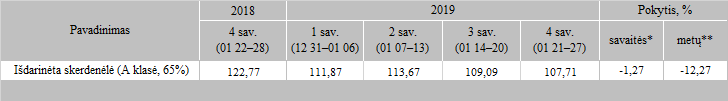 Pavadinimas
2018
2019
Pokytis, %
4 sav.
(01 22–28)
1 sav.
(12 31–01 06)
2 sav.
(01 07–13)
3 sav.
(01 14–20)
4 sav.
(01 21–27)
savaitės*
metų**
Išdarinėta skerdenėlė (A klasė, 65%)
122,77
111,87
113,67
109,09
107,71
-1,27
-12,27